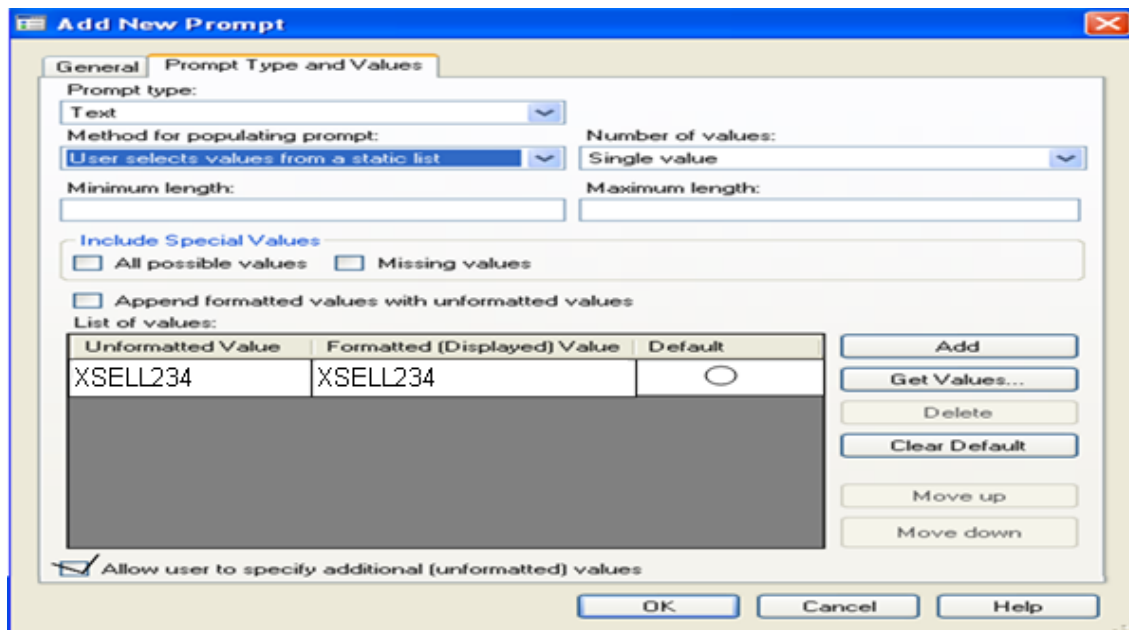 Add New Prompt
General Prompt Type and Values
Prompt type:
Text
Method for populating prompt: Number of values:
User selects values from a static list Single value
Minimum length: Maximum length:
Include Special Values
All possible values Missing values
Append formatted values with unformatted values
List of values:
Unformatted Value Formatted (Displayed) Value Default Add
XSELL234 XSELL234 Get Values...
Delete
Clear Default
Move up
Move down
Allow user to specify additional (unformatted) values
OK Cancel Help